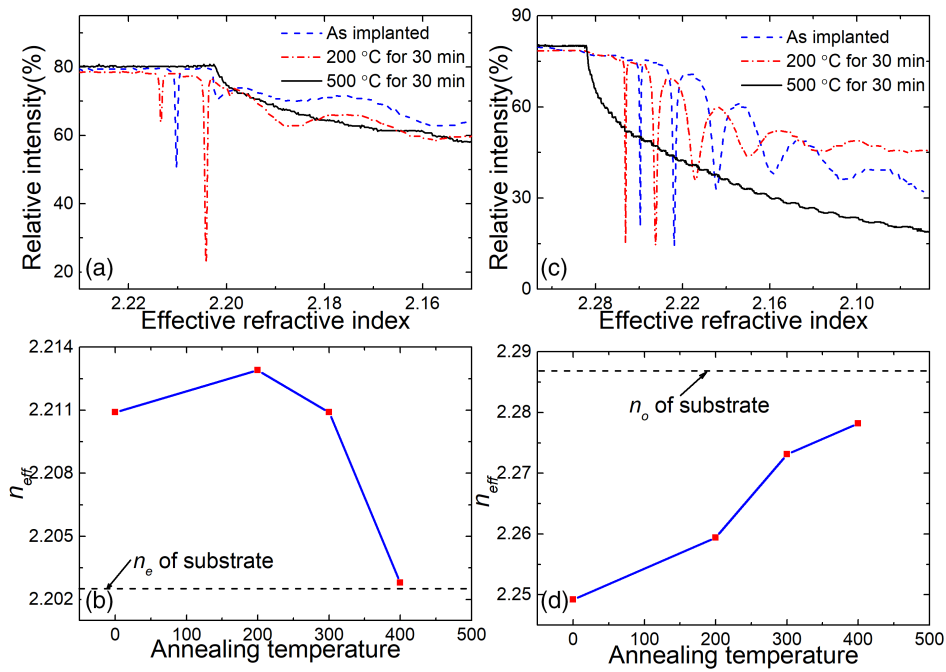 As implanted
200 °C for 30 min
500 °C for 30 min
Relative intensity(%)
80
60
40
20
(a)
2.22 2.20 2.18 2.16
Effective refractive index
As implanted
200 °C for 30 min
500 °C for 30 min
Relative intensity(%)
90
60
30
0
(c)
2.28 2.22 2.16 2.10
Effective refractive index
2.214
2.211
2.208
2.205
2.202
n_eff
n_e of substrate
(b)
0 100 200 300 400 500
Annealing temperature
2.29
2.28
2.27
2.26
2.25
n_eff
n_o of substrate
(d)
0 100 200 300 400 500
Annealing temperature